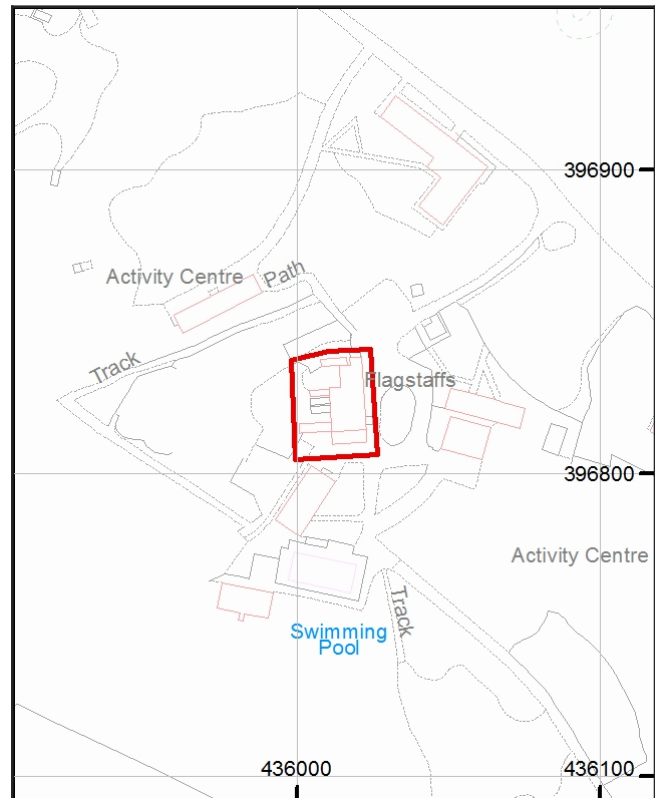 396900
Activity Centre
Path
Track
Flagstaffs
396800
Activity Centre
Track
Swimming
Pool
436000
436100